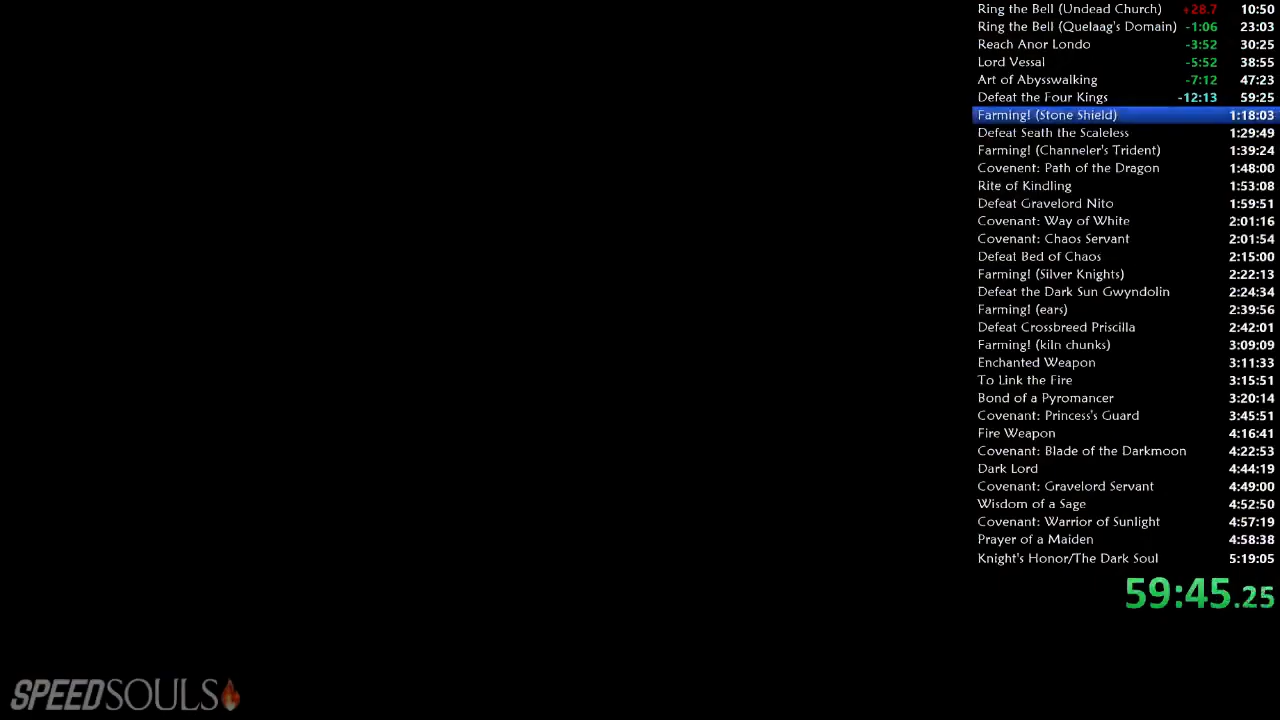 Ring the Bell (Undead Church) +28.7 10:50
Ring the Bell (Quelaag's Domain) -1:06 23:03
Reach Anor Londo -3:52 30:25
Lord Vessal -5:52 38:55
Art of Abysswalking -7:12 47:23
Defeat the Four Kings -12:13 59:25
Farming! (Stone Shield) 1:18:03
Defeat Seath the Scaleless 1:29:49
Farming! (Channeler's Trident) 1:39:24
Covenent: Path of the Dragon 1:48:00
Rite of Kindling 1:53:08
Defeat Gravelord Nito 1:59:51
Covenant: Way of White 2:01:16
Covenant: Chaos Servant 2:01:54
Defeat Bed of Chaos 2:15:00
Farming! (Silver Knights) 2:22:13
Defeat the Dark Sun Gwyndolin 2:24:34
Farming! (ears) 2:39:56
Defeat Crossbreed Priscilla 2:42:01
Farming! (kiln chunks) 3:09:09
Enchanted Weapon 3:11:33
To Link the Fire 3:15:51
Bond of a Pyromancer 3:20:14
Covenant: Princess's Guard 3:45:51
Fire Weapon 4:16:41
Covenant: Blade of the Darkmoon 4:22:53
Dark Lord 4:44:19
Covenant: Gravelord Servant 4:49:00
Wisdom of a Sage 4:52:50
Covenant: Warrior of Sunlight 4:57:19
Prayer of a Maiden 4:58:38
Knight's Honor/The Dark Soul 5:19:05
59:45.25
SPEEDSOULS